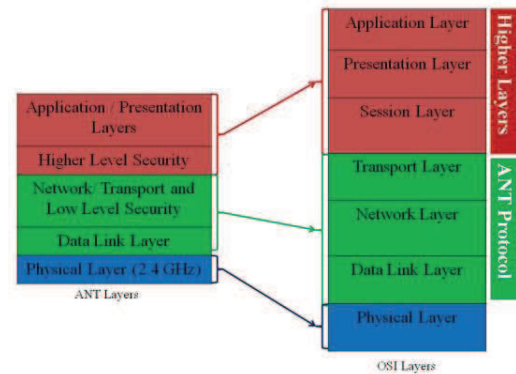 Application / Presentation
Layers
Higher Level Security
Network/ Transport and
Low Level Security
Data Link Layer
Physical Layer (2.4 GHz)
ANT Layers
Application Layer
Presentation Layer
Session Layer
Transport Layer
Network Layer
Data Link Layer
Physical Layer
OSI Layers
Higher Layers
ANT Protocol